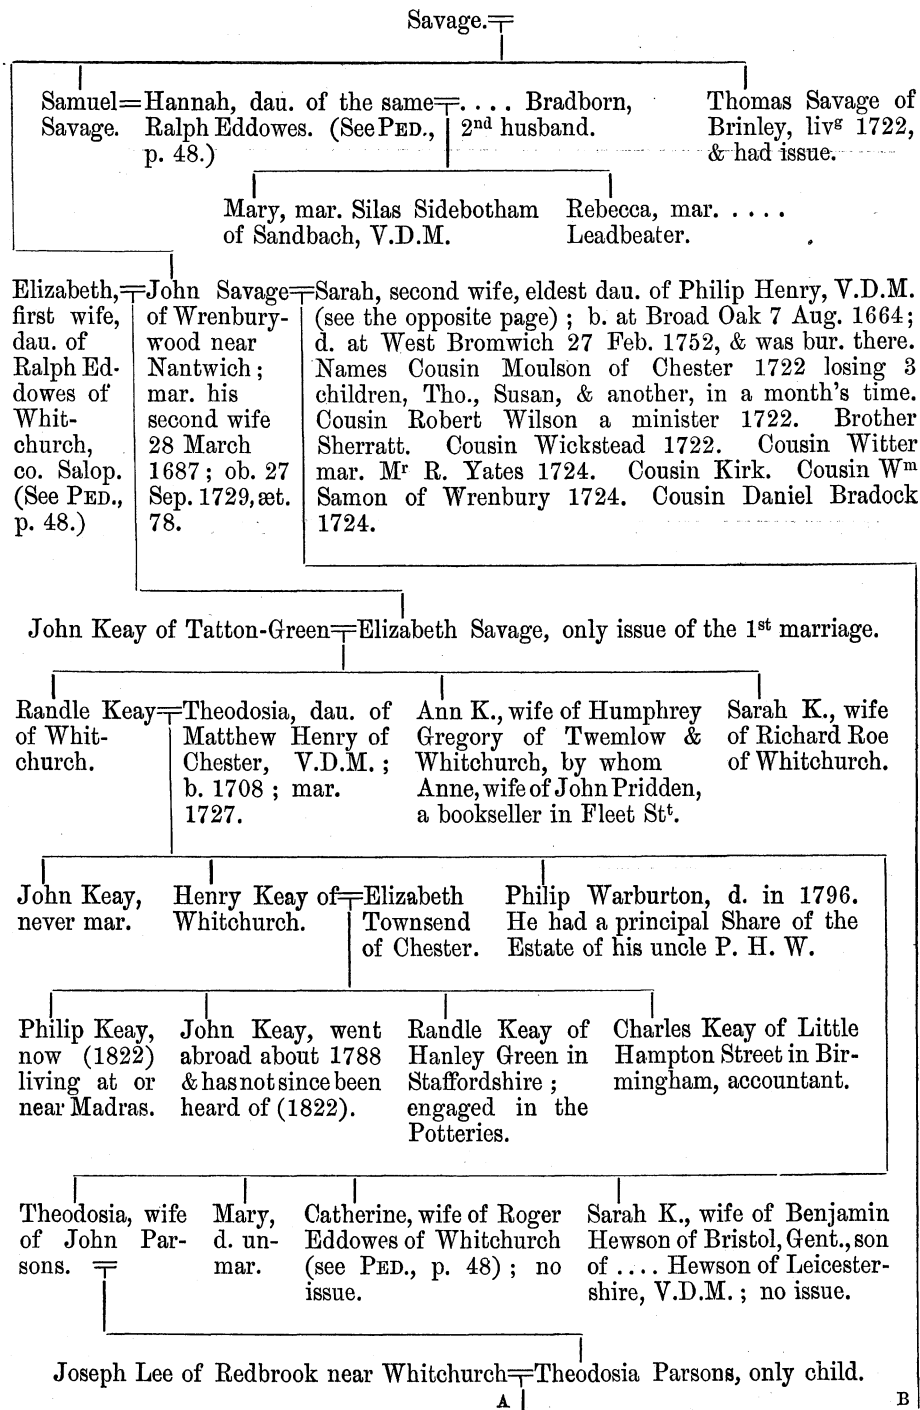 Savage.
Samuel=Hannah, dau. of the same=.... Bradborn,
Savage. Ralph Eddowes. (See PED., 2nd husband.
p. 48.)
Thomas Savage of
Brinley, livg 1722,
& had issue.
Mary, mar. Silas Sidebotham
of Sandbach, V.D.M.
Rebecca, mar. .....
Leadbeater.
Elizabeth,
first wife,
dau. of
Ralph Ed-
dowes of
Whit-
church,
co. Salop.
(See PED.,
p. 48.)
John Savage
of Wrenbury-
wood near
Nantwich;
mar. his
second wife
28 March
1687; ob. 27
Sep. 1729, æt.
78.
Sarah, second wife, eldest dau. of Philip Henry, V.D.M.
(see the opposite page); b. at Broad Oak 7 Aug. 1664;
d. at West Bromwich 27 Feb. 1752, & was bur. there.
Names Cousin Moulson of Chester 1722 losing 3
children, Tho., Susan, & another, in a month's time.
Cousin Robert Wilson a minister 1722. Brother
Sherratt. Cousin Wickstead 1722. Cousin Witter
mar. Mr R. Yates 1724. Cousin Kirk. Cousin Wm
Samon of Wrenbury 1724. Cousin Daniel Bradock
1724.
John Keay of Tatton-Green=Elizabeth Savage, only issue of the 1st marriage.
Randle Keay
of Whit-
church.
Theodosia, dau. of
Matthew Henry of
Chester, V.D.M.;
b. 1708; mar.
1727.
Ann K., wife of Humphrey
Gregory of Twemlow &
Whitchurch, by whom
Anne, wife of John Pridden,
a bookseller in Fleet Stt.
Sarah K., wife
of Richard Roe
of Whitchurch.
John Keay,
never mar.
Henry Keay of
Whitchurch.
Elizabeth
Townsend
of Chester.
Philip Warburton, d. in 1796.
He had a principal Share of the
Estate of his uncle P. H. W.
Philip Keay,
now (1822)
living at or
near Madras.
John Keay, went
abroad about 1788
& has not since been
heard of (1822).
Randle Keay of
Hanley Green in
Staffordshire;
engaged in the
Potteries.
Charles Keay of Little
Hampton Street in Bir-
mingham, accountant.
Theodosia, wife
of John Par-
sons.
Mary,
d. un-
mar.
Catherine, wife of Roger
Eddowes of Whitchurch
(see PED., p. 48); no
issue.
Sarah K., wife of Benjamin
Hewson of Bristol, Gent., son
of .... Hewson of Leicester-
shire, V.D.M.; no issue.
Joseph Lee of Redbrook near Whitchurch=Theodosia Parsons, only child.
A B